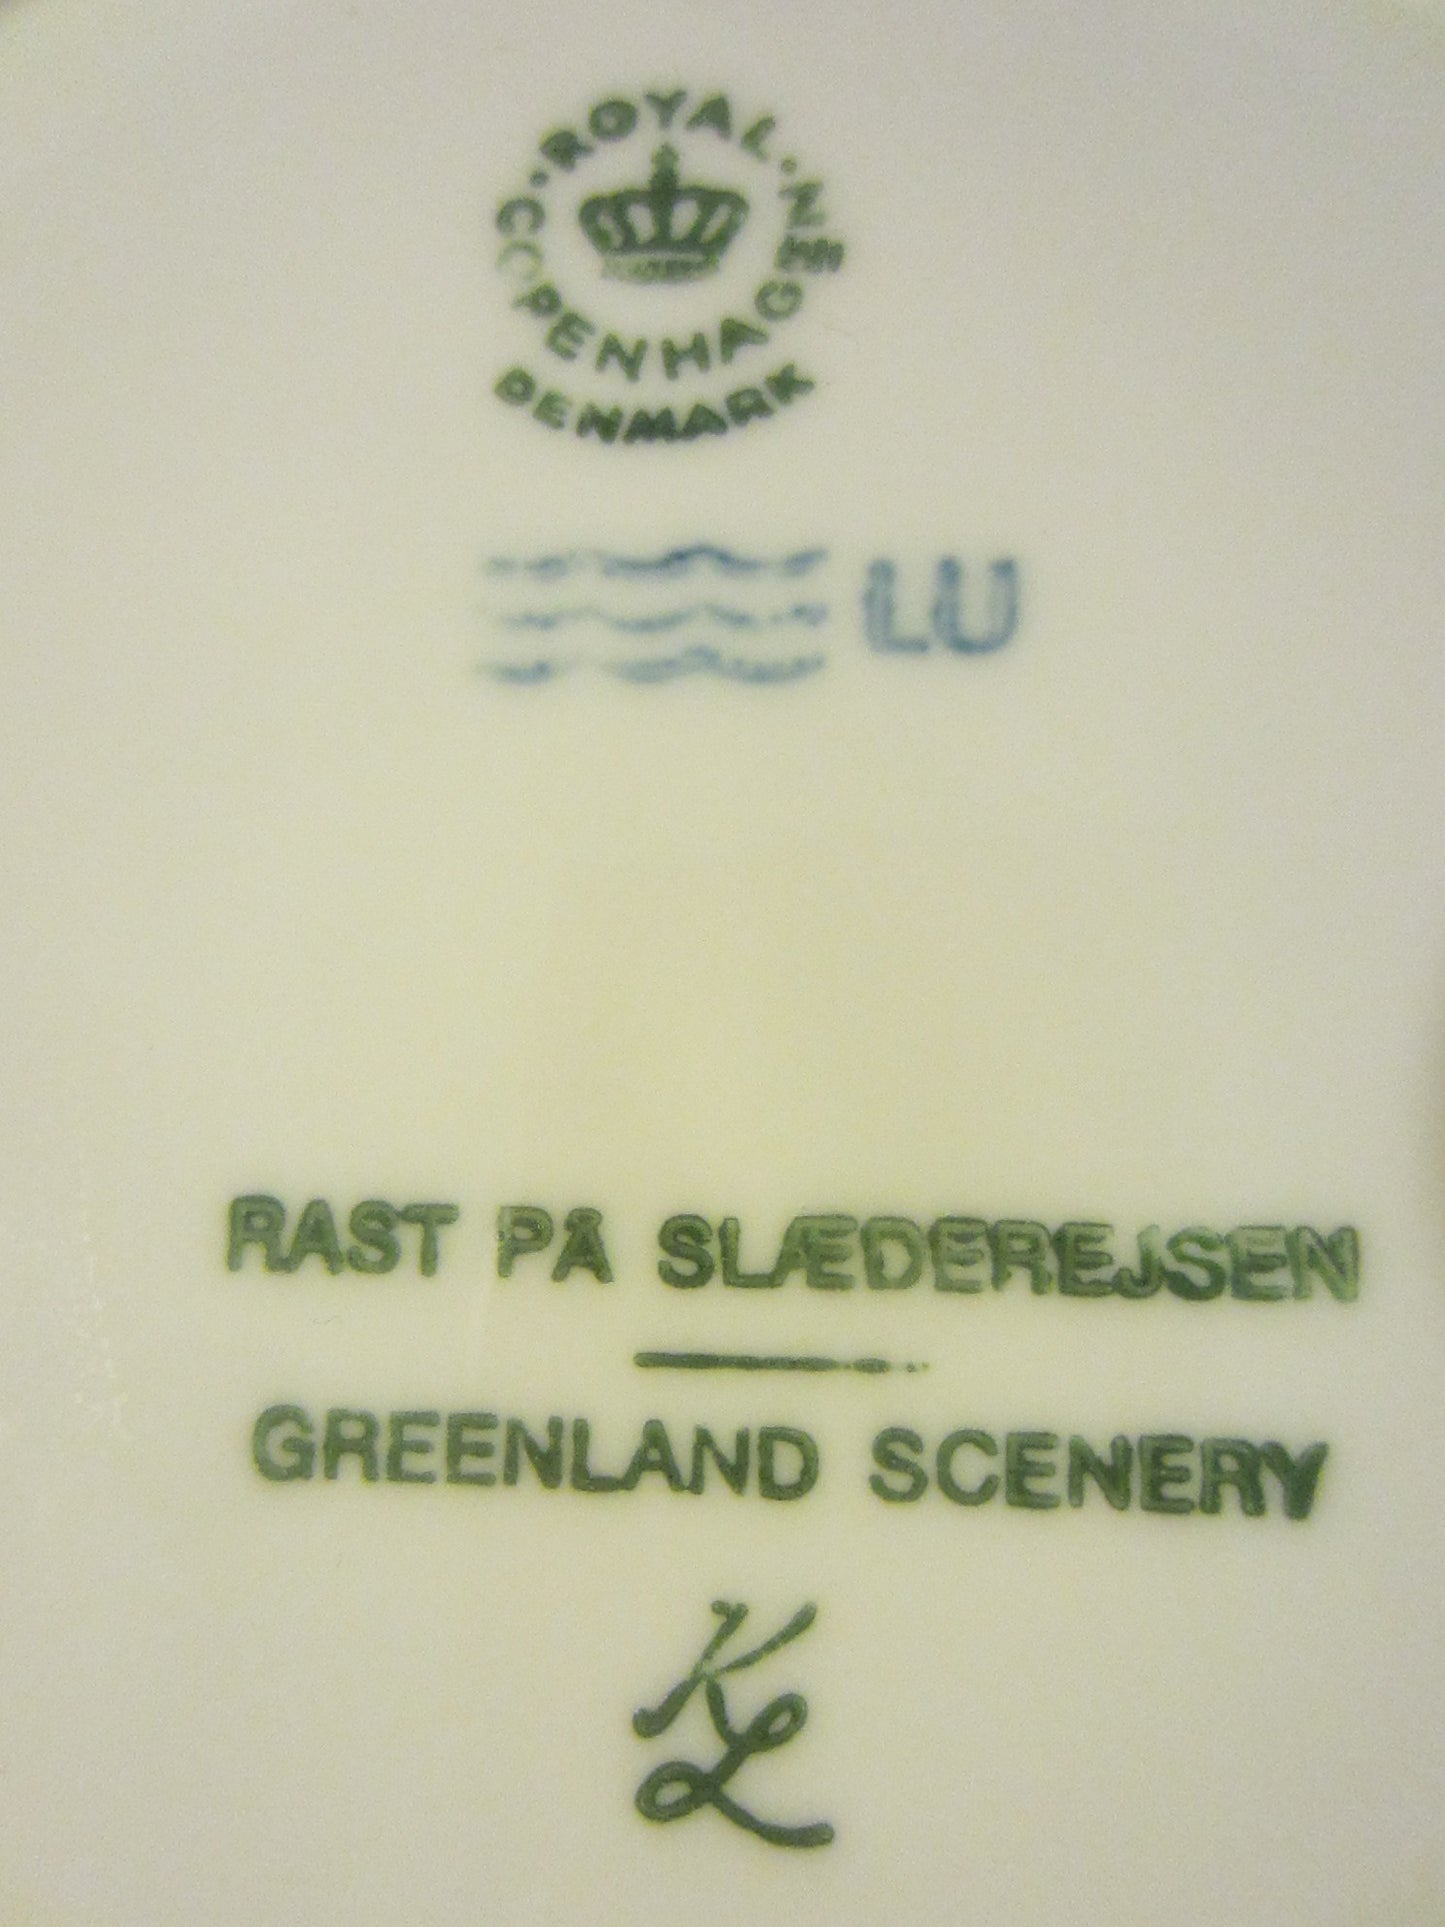 ROYAL
COPENHAGEN
DENMARK
LU
RAST PÅ SLÆDEREJSEN
GREENLAND SCENERY
KL